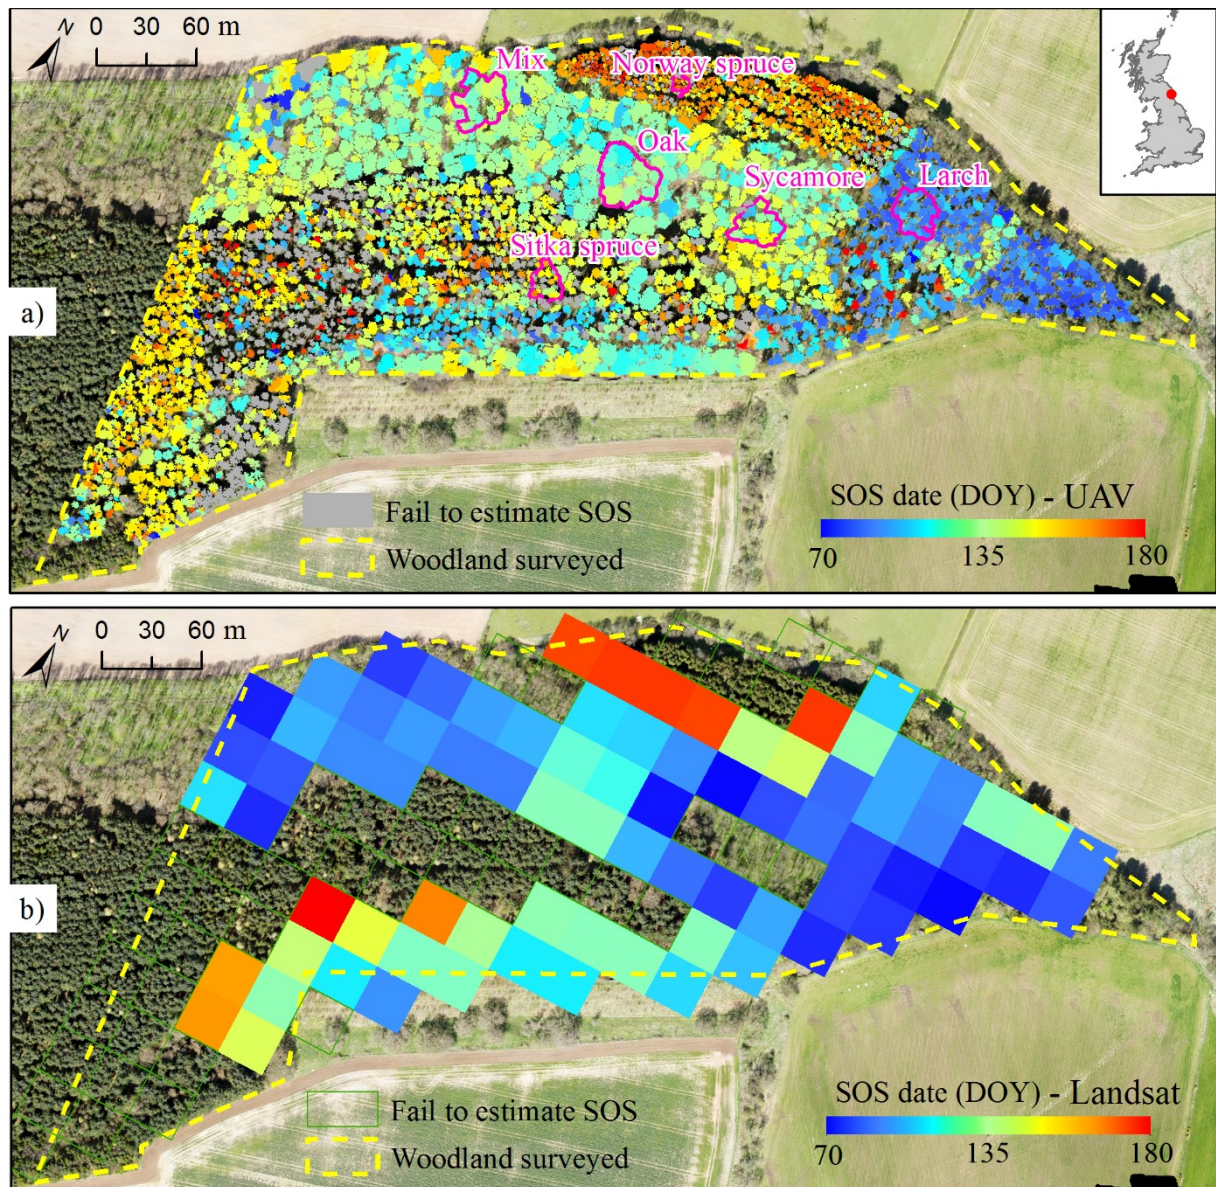 N 0 30 60 m
Mix
Norway spruce
Oak
Sycamore
Larch
Sitka spruce
a)
Fail to estimate SOS
Woodland surveyed
SOS date (DOY) - UAV
70 135 180
N 0 30 60 m
b)
Fail to estimate SOS
Woodland surveyed
SOS date (DOY) - Landsat
70 135 180